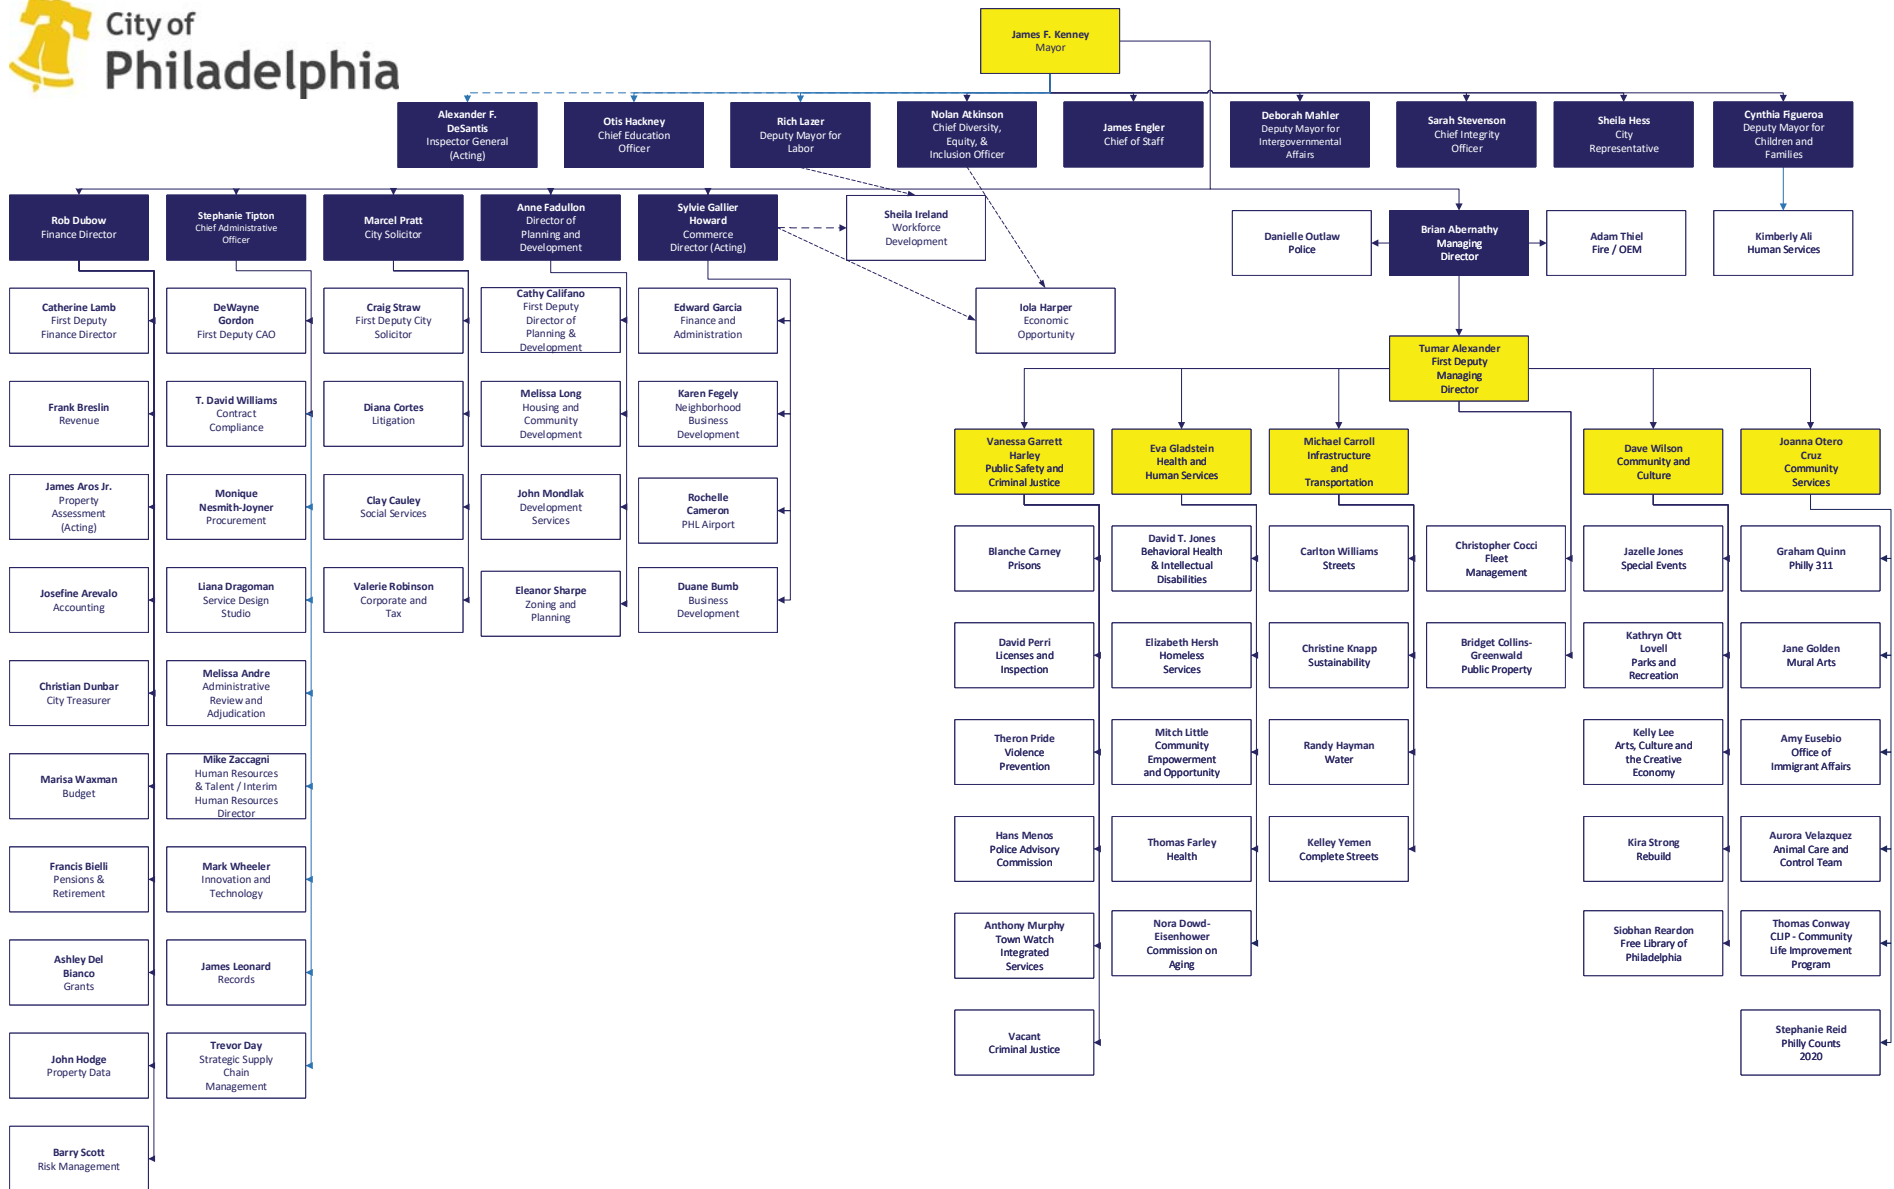 City of
Philadelphia
James F. Kenney
Mayor
Alexander F.
DeSantis
Inspector General
(Acting)
Otis Hackney
Chief Education
Officer
Rich Lazer
Deputy Mayor for
Labor
Nolan Atkinson
Chief Diversity,
Equity, &
Inclusion Officer
James Engler
Chief of Staff
Deborah Mahler
Deputy Mayor for
Intergovernmental
Affairs
Sarah Stevenson
Chief Integrity
Officer
Sheila Hess
City
Representative
Cynthia Figueroa
Deputy Mayor for
Children and
Families
Rob Dubow
Finance Director
Stephanie Tipton
Chief Administrative
Officer
Marcel Pratt
City Solicitor
Anne Fadullon
Director of
Planning and
Development
Sylvie Gallier
Howard
Commerce
Director (Acting)
Sheila Ireland
Workforce
Development
Danielle Outlaw
Police
Brian Abernathy
Managing
Director
Adam Thiel
Fire / OEM
Kimberly Ali
Human Services
Iola Harper
Economic
Opportunity
Catherine Lamb
First Deputy
Finance Director
DeWayne
Gordon
First Deputy CAO
Craig Straw
First Deputy City
Solicitor
Cathy Califano
First Deputy
Director of
Planning &
Development
Edward Garcia
Finance and
Administration
Tumar Alexander
First Deputy
Managing
Director
Frank Breslin
Revenue
T. David Williams
Contract
Compliance
Diana Cortes
Litigation
Melissa Long
Housing and
Community
Development
Karen Fegely
Neighborhood
Business
Development
Vanessa Garrett
Harley
Public Safety and
Criminal Justice
Eva Gladstein
Health and
Human Services
Michael Carroll
Infrastructure
and
Transportation
Dave Wilson
Community and
Culture
Joanna Otero
Cruz
Community
Services
James Aros Jr.
Property
Assessment
(Acting)
Monique
Nesmith-Joyner
Procurement
Clay Cauley
Social Services
John Mondlak
Development
Services
Rochelle
Cameron
PHL Airport
Blanche Carney
Prisons
David T. Jones
Behavioral Health
& Intellectual
Disabilities
Carlton Williams
Streets
Christopher Cocci
Fleet
Management
Jazelle Jones
Special Events
Graham Quinn
Philly 311
Josefine Arevalo
Accounting
Liana Dragoman
Service Design
Studio
Valerie Robinson
Corporate and
Tax
Eleanor Sharpe
Zoning and
Planning
Duane Bumb
Business
Development
David Perri
Licenses and
Inspection
Elizabeth Hersh
Homeless
Services
Christine Knapp
Sustainability
Bridget Collins-
Greenwald
Public Property
Kathryn Ott
Lovell
Parks and
Recreation
Jane Golden
Mural Arts
Christian Dunbar
City Treasurer
Melissa Andre
Administrative
Review and
Adjudication
Theron Pride
Violence
Prevention
Mitch Little
Community
Empowerment
and Opportunity
Randy Hayman
Water
Kelly Lee
Arts, Culture and
the Creative
Economy
Amy Eusebio
Office of
Immigrant Affairs
Marisa Waxman
Budget
Mike Zaccagni
Human Resources
& Talent / Interim
Human Resources
Director
Hans Menos
Police Advisory
Commission
Thomas Farley
Health
Kelley Yemen
Complete Streets
Kira Strong
Rebuild
Aurora Velazquez
Animal Care and
Control Team
Francis Bielli
Pensions &
Retirement
Mark Wheeler
Innovation and
Technology
Anthony Murphy
Town Watch
Integrated
Services
Nora Dowd-
Eisenhower
Commission on
Aging
Siobhan Reardon
Free Library of
Philadelphia
Thomas Conway
CLIP - Community
Life Improvement
Program
Ashley Del
Bianco
Grants
James Leonard
Records
Vacant
Criminal Justice
Stephanie Reid
Philly Counts
2020
John Hodge
Property Data
Trevor Day
Strategic Supply
Chain
Management
Barry Scott
Risk Management